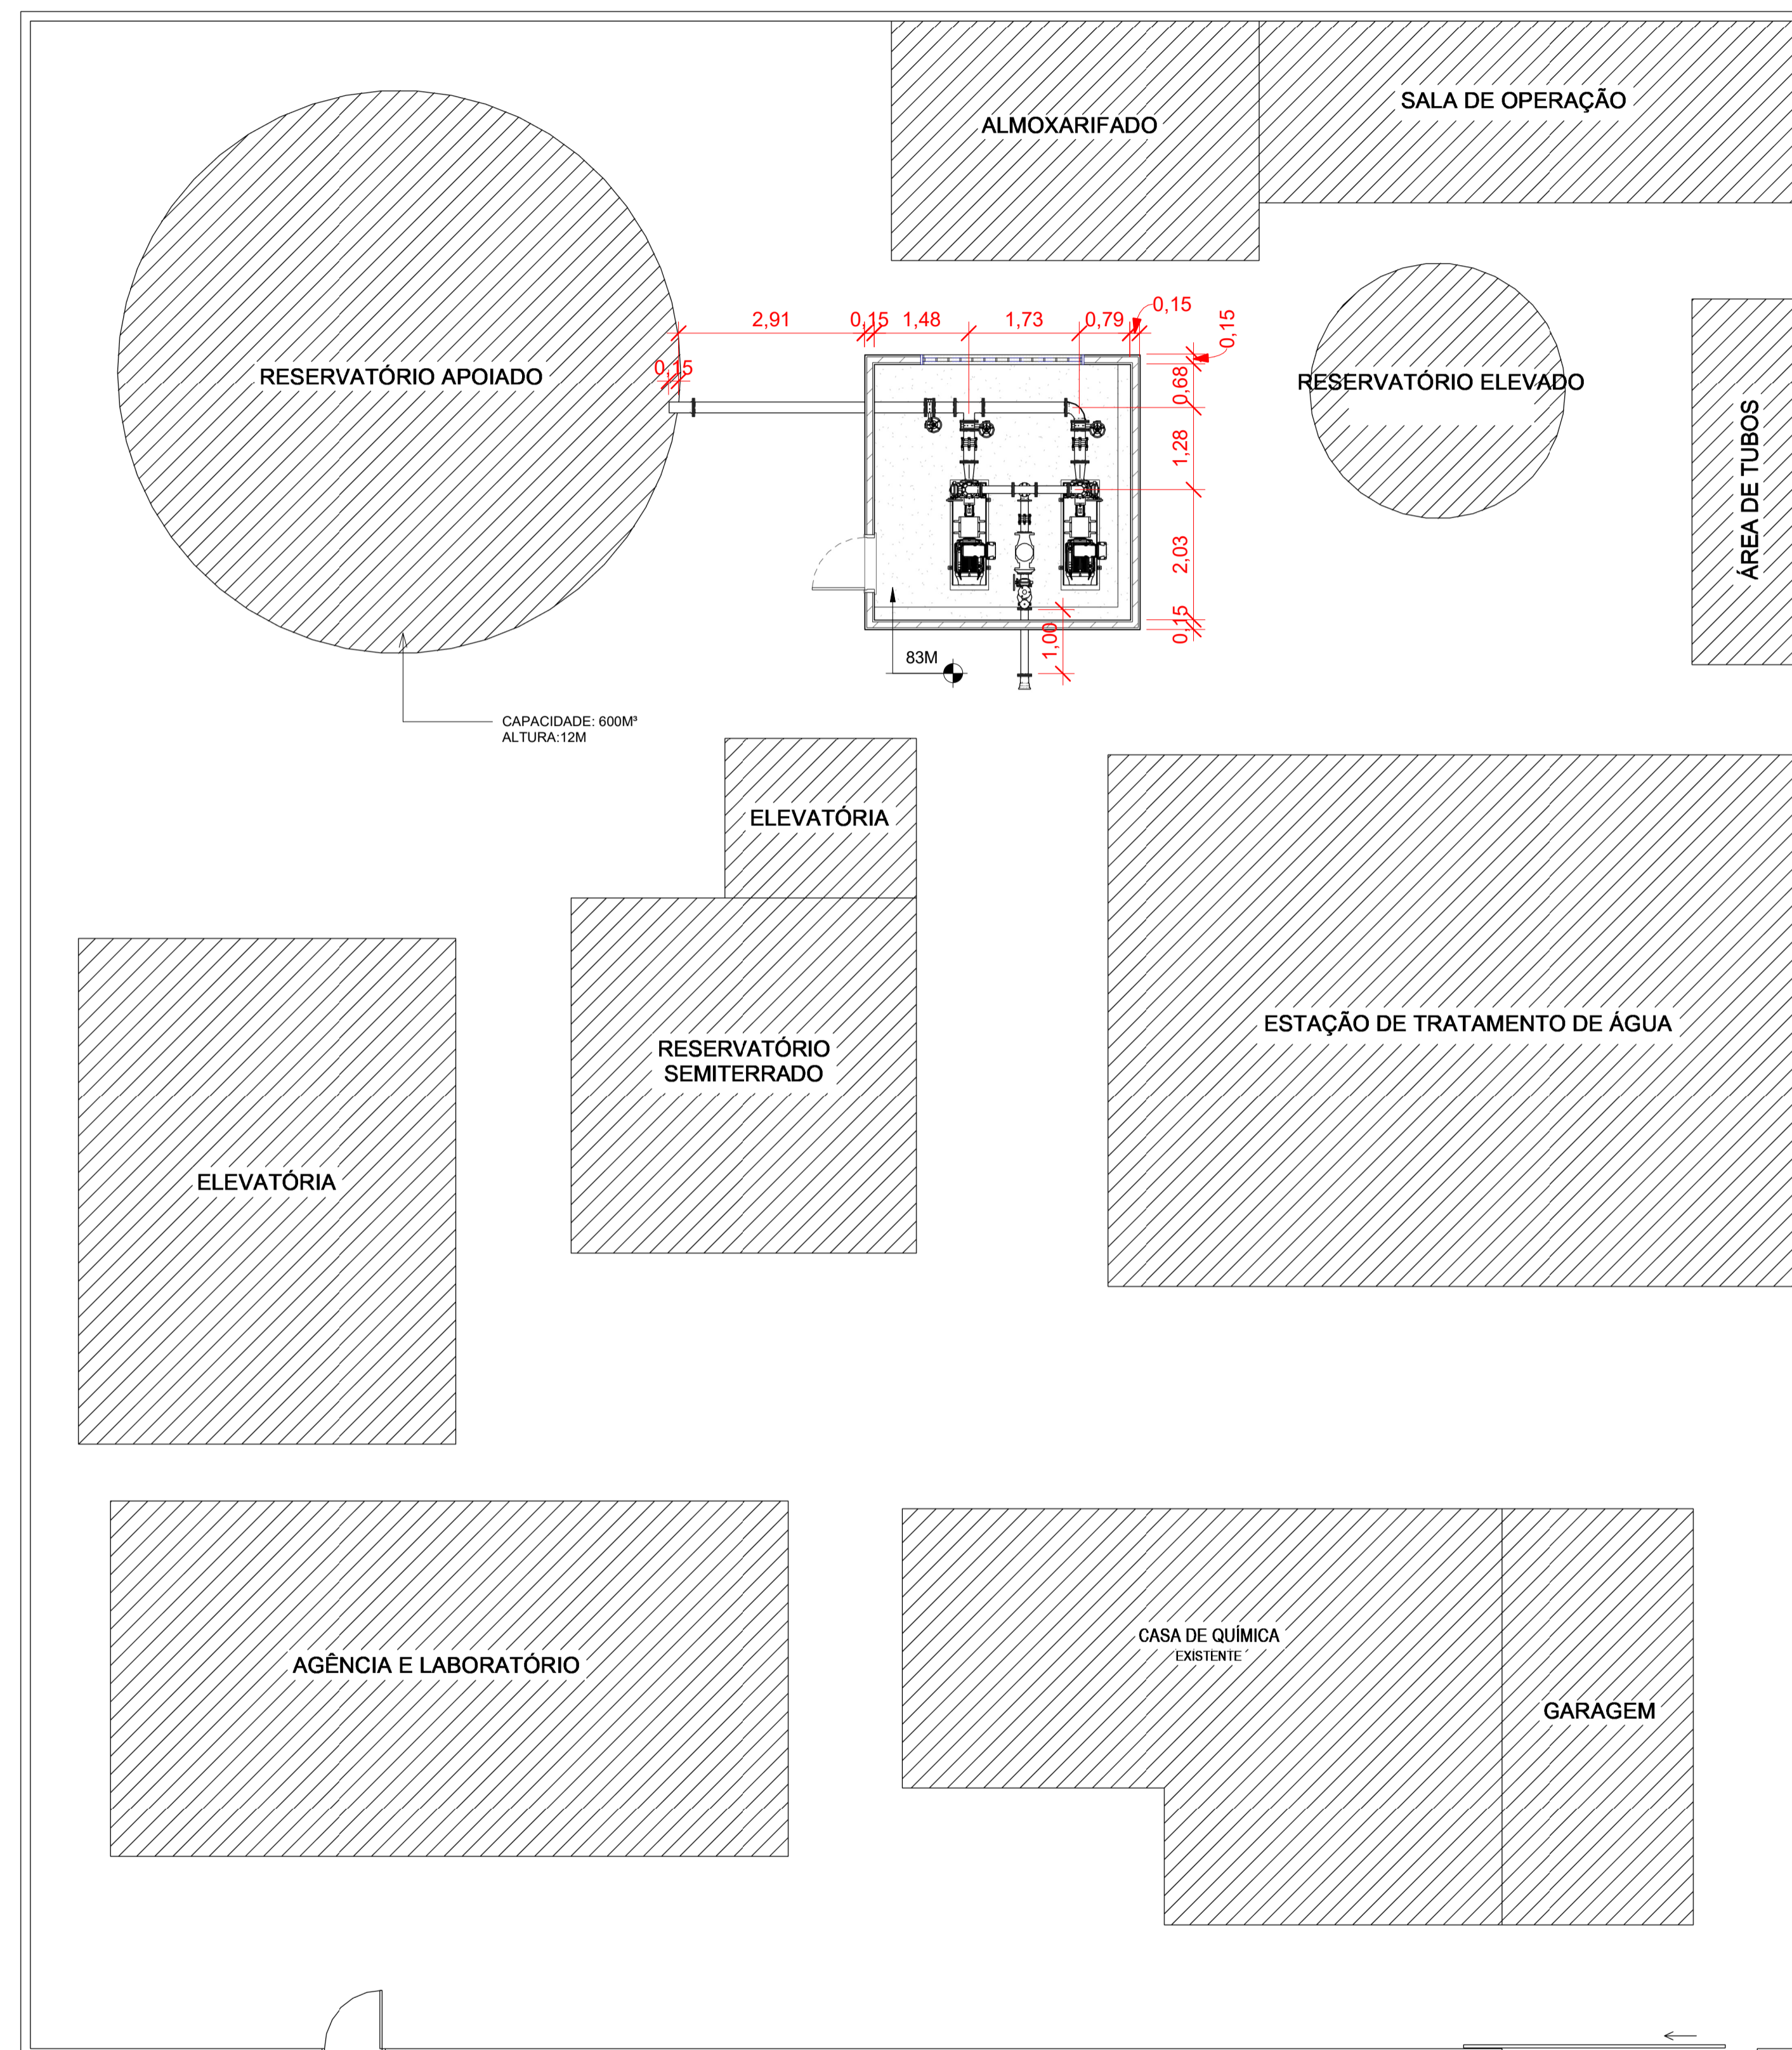 SALA DE OPERAÇÃO
ALMOXARIFADO
0,15
2,91
0,15
1,48
1,73
0,79
0,15
0,15
RESERVATÓRIO APOIADO
0,68
RESERVATÓRIO ELEVADO
1,28
ÁREA DE TUBOS
2,03
0,15
1,00
83M
CAPACIDADE: 600M³
ALTURA:12M
ELEVATÓRIA
ESTAÇÃO DE TRATAMENTO DE ÁGUA
RESERVATÓRIO
SEMITERRADO
ELEVATÓRIA
CASA DE QUÍMICA
EXISTENTE
AGÊNCIA E LABORATÓRIO
GARAGEM